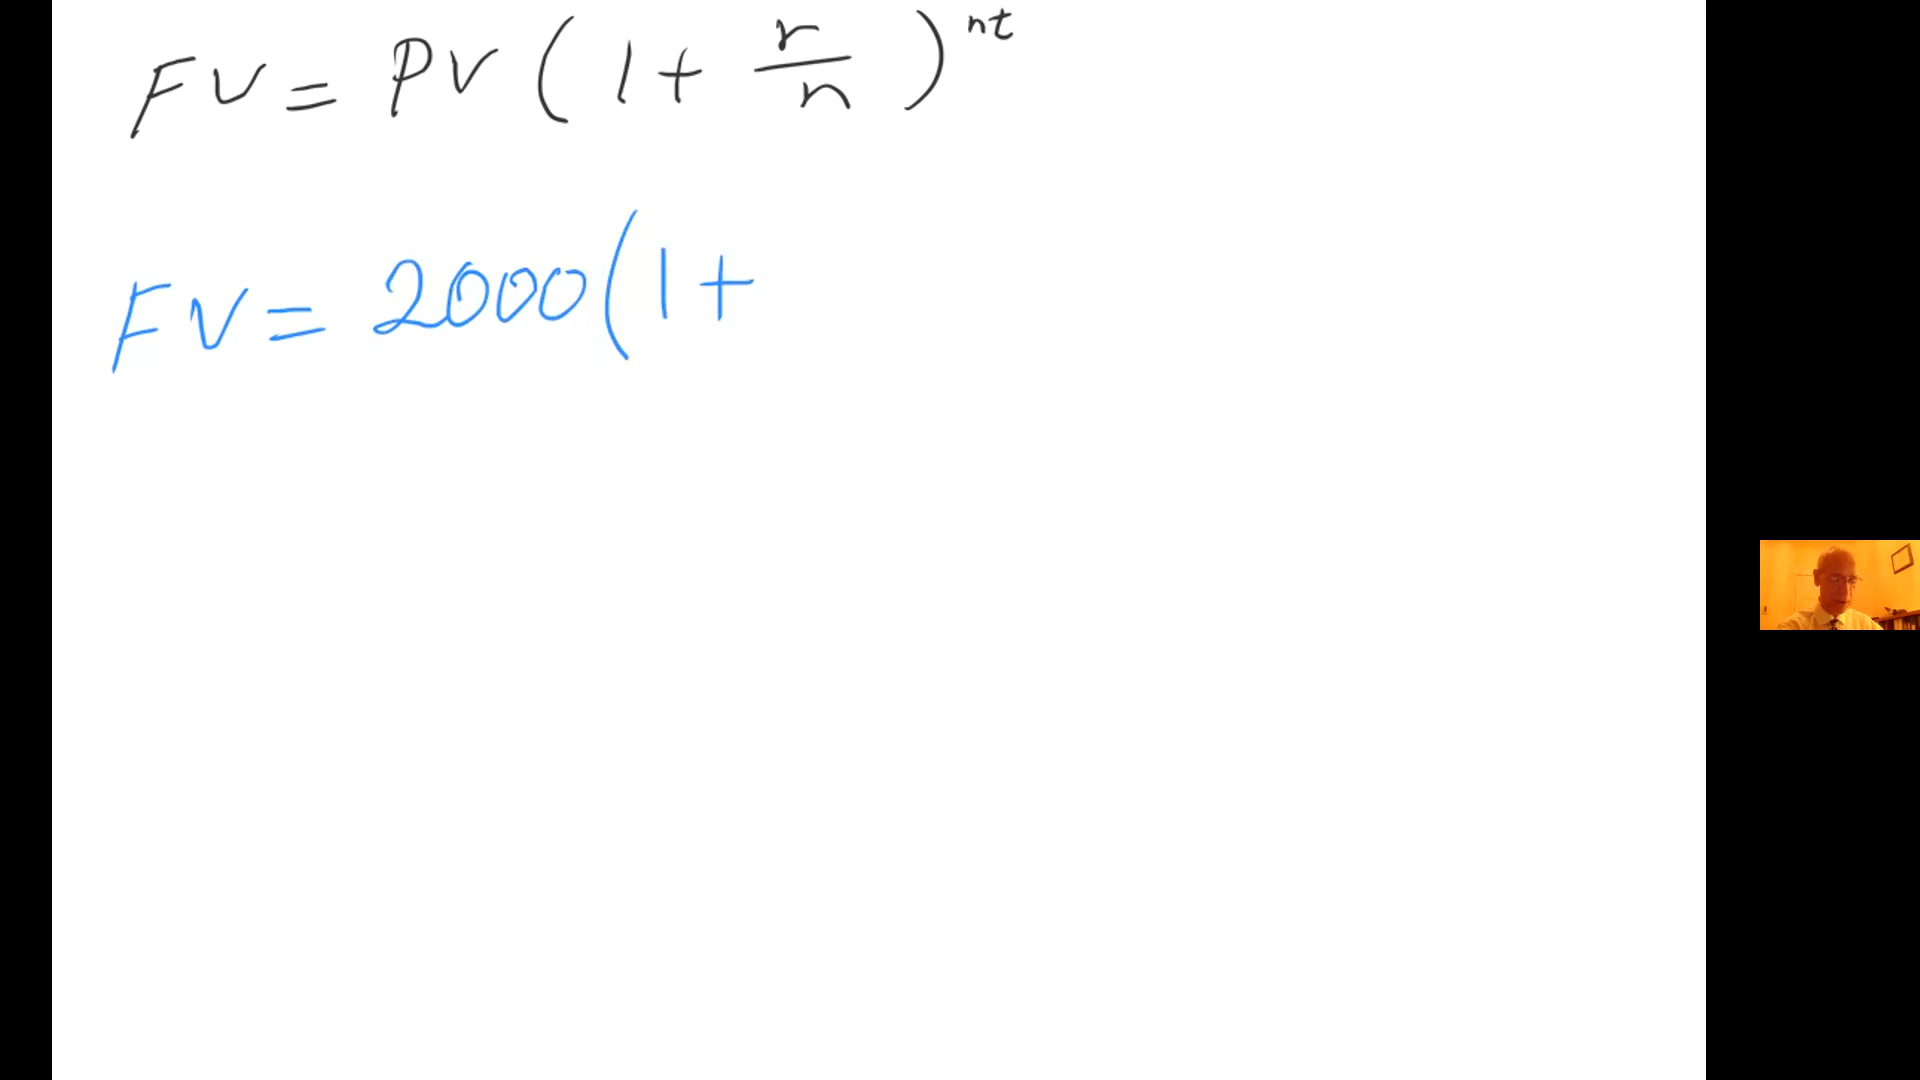 FV = PV ( 1 + r/n )^nt
FV = 2000 ( 1 +